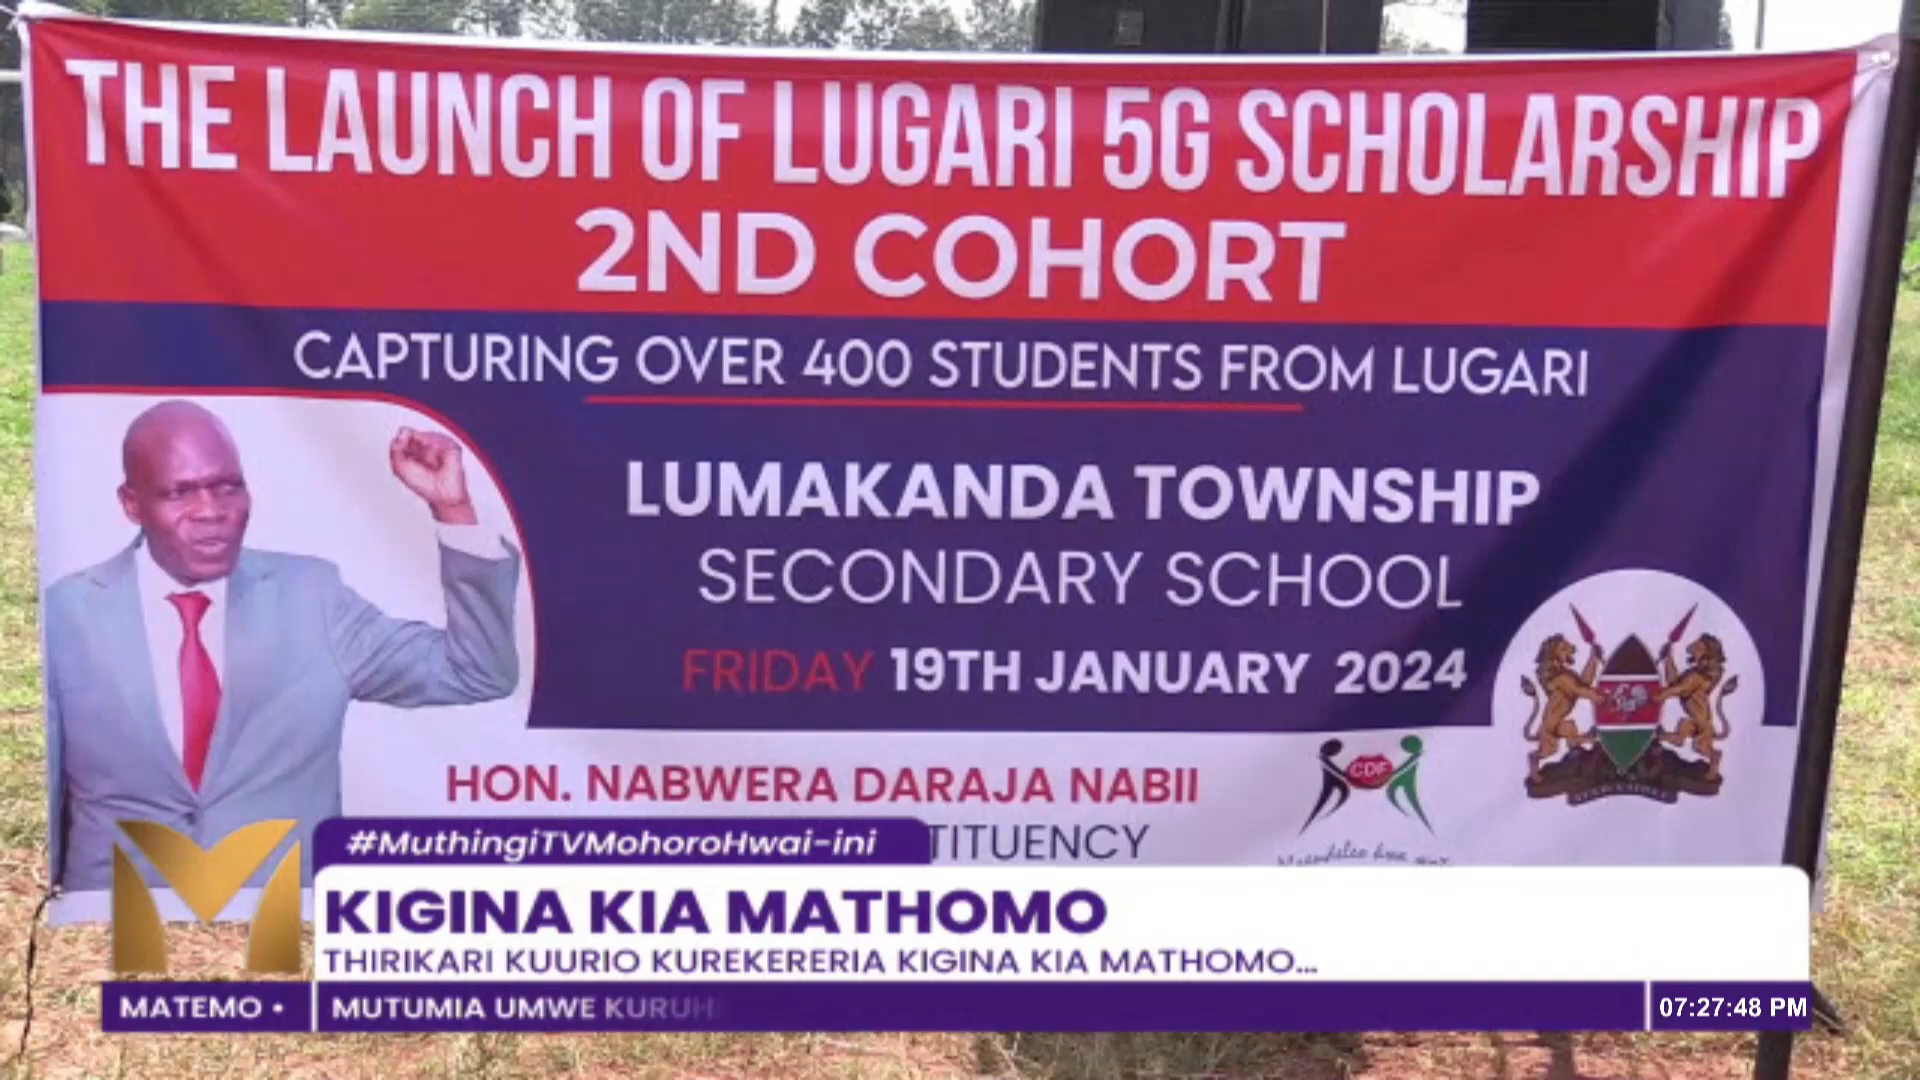 THE LAUNCH OF LUGARI 5G SCHOLARSHIP
2ND COHORT
CAPTURING OVER 400 STUDENTS FROM LUGARI
LUMAKANDA TOWNSHIP
SECONDARY SCHOOL
FRIDAY 19TH JANUARY 2024
HON. NABWERA DARAJA NABII
CDF
#MuthingiTVMohoroHwai-ini
KIGINA KIA MATHOMO
THIRIKARI KUURIO KUREKERERIA KIGINA KIA MATHOMO...
MATEMO • MUTUMIA UMWE
07:27:48 PM